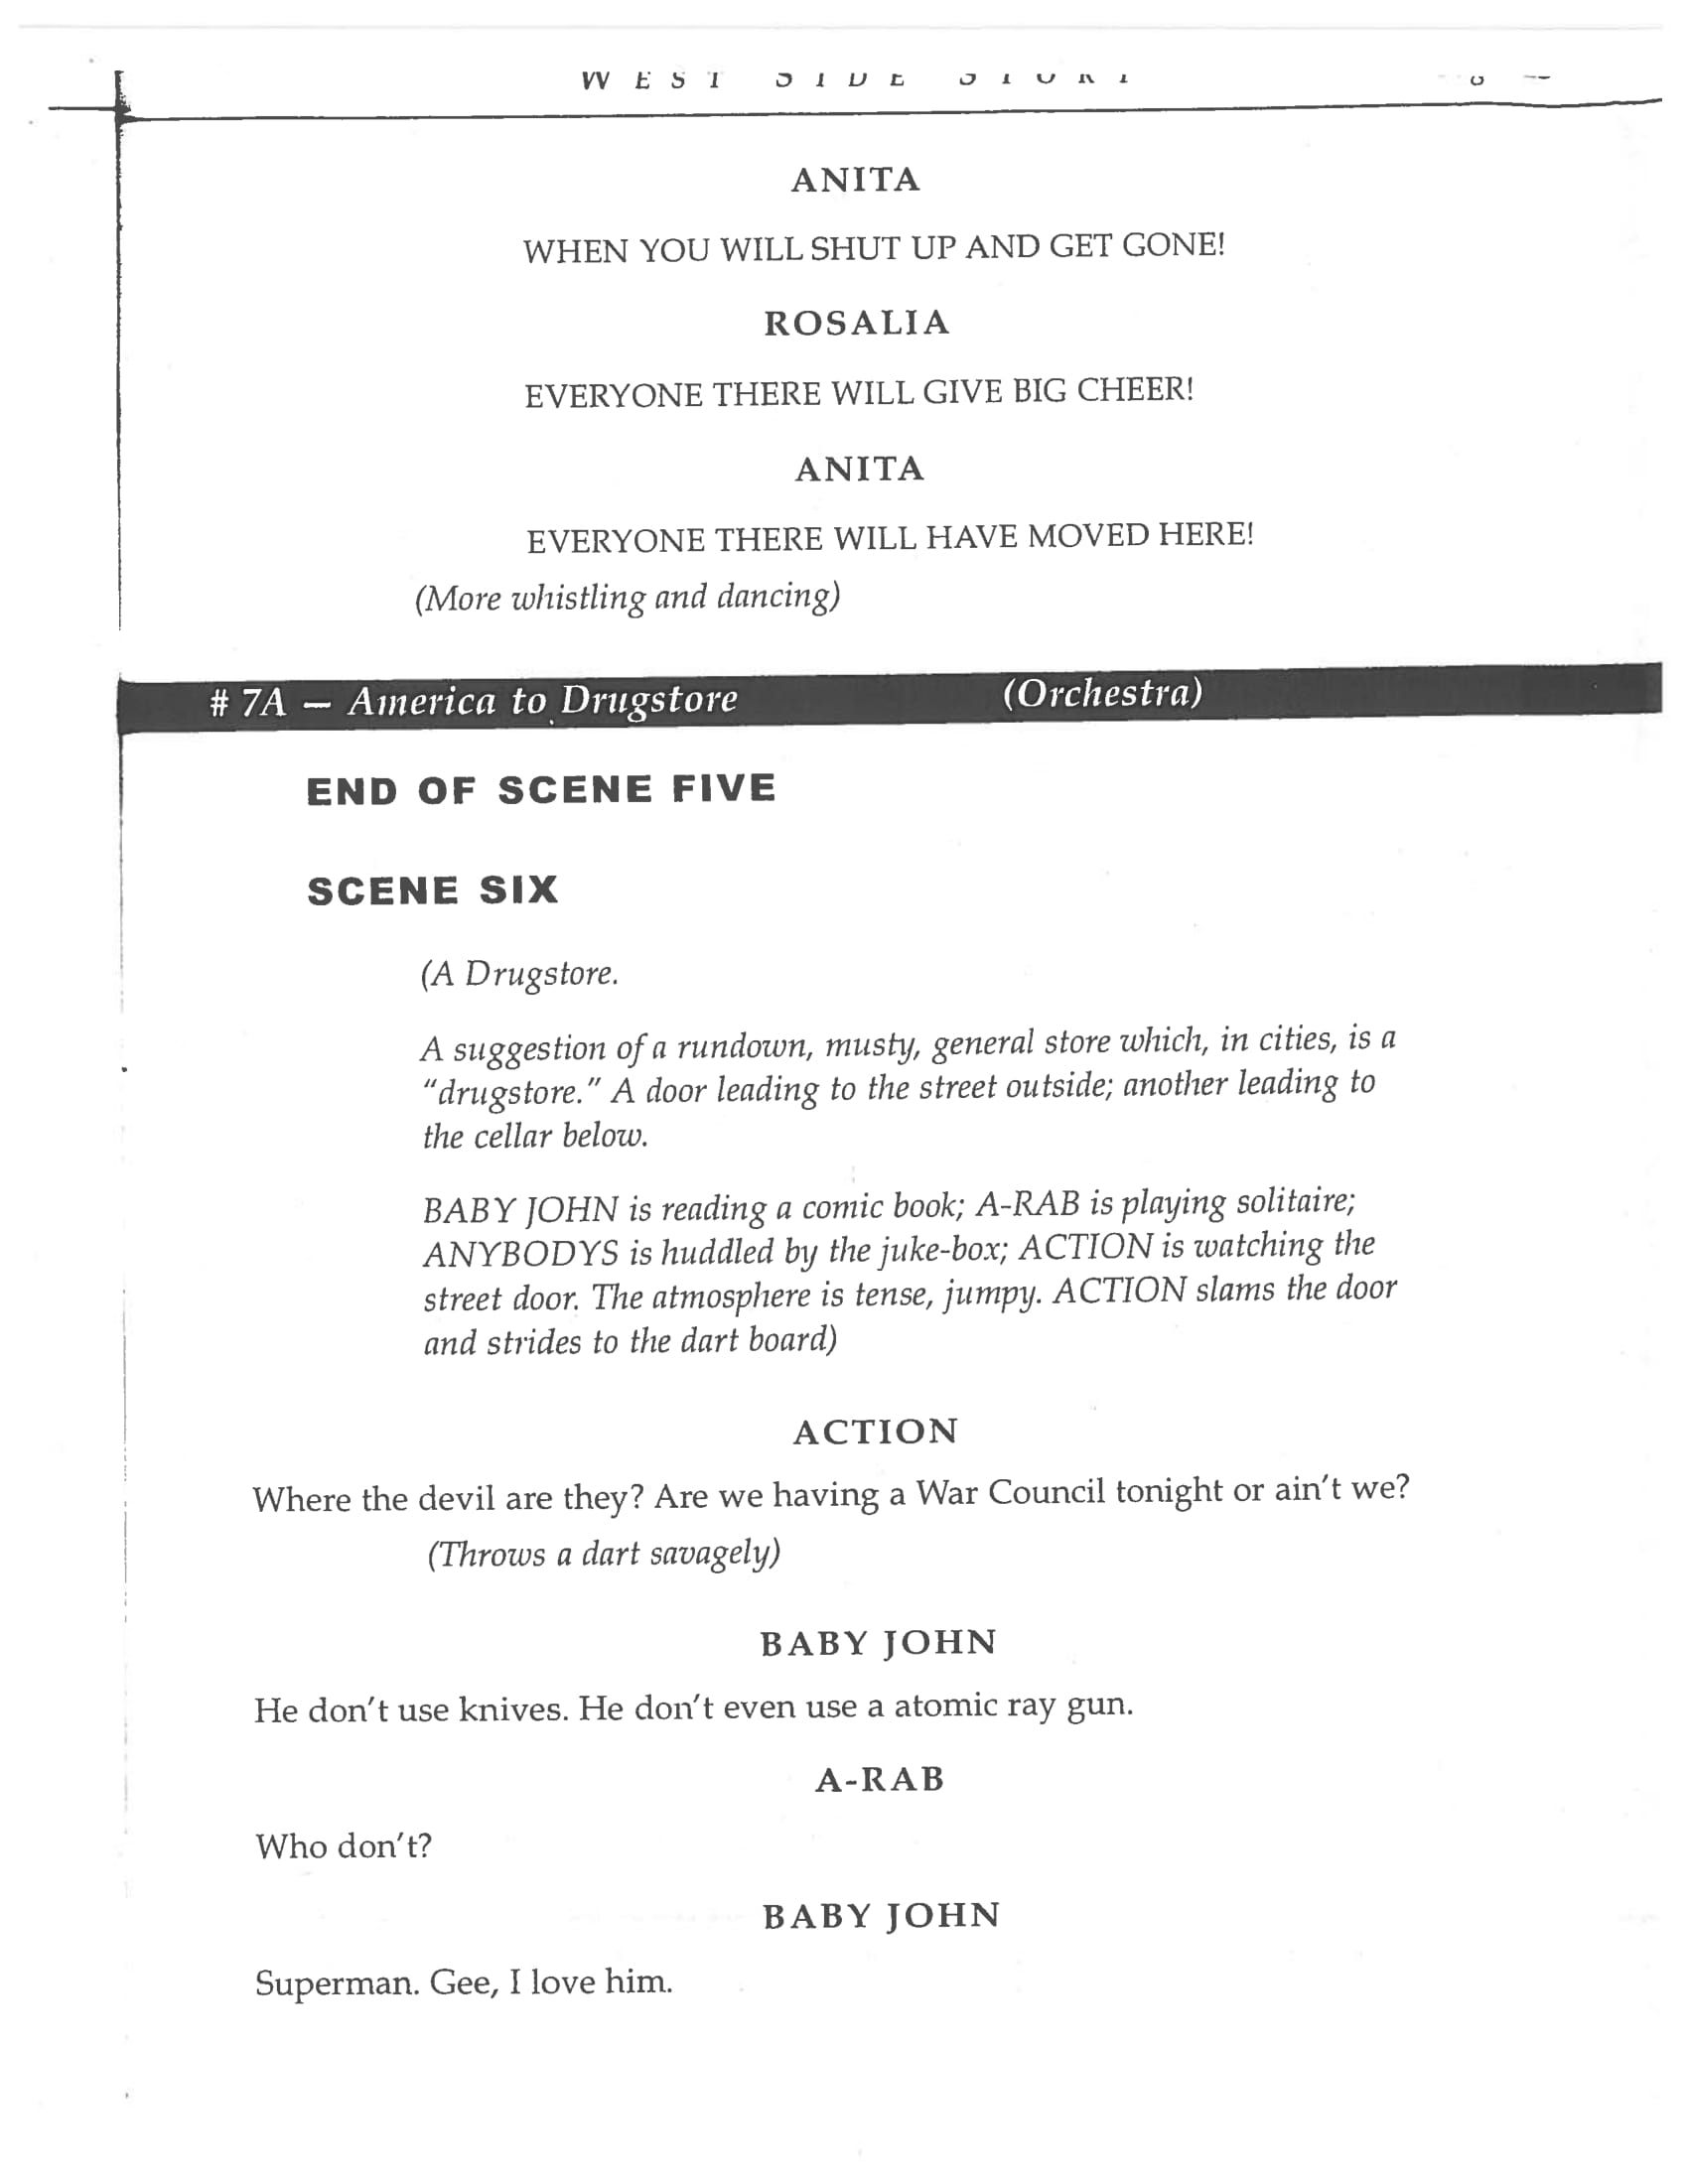 WEST SIDE STORY
ANITA
WHEN YOU WILL SHUT UP AND GET GONE!
ROSALIA
EVERYONE THERE WILL GIVE BIG CHEER!
ANITA
EVERYONE THERE WILL HAVE MOVED HERE!
(More whistling and dancing)
# 7A — America to Drugstore (Orchestra)
END OF SCENE FIVE
SCENE SIX
(A Drugstore.
A suggestion of a rundown, musty, general store which, in cities, is a
“drugstore.” A door leading to the street outside; another leading to
the cellar below.
BABY JOHN is reading a comic book; A-RAB is playing solitaire;
ANYBODYS is huddled by the juke-box; ACTION is watching the
street door. The atmosphere is tense, jumpy. ACTION slams the door
and strides to the dart board)
ACTION
Where the devil are they? Are we having a War Council tonight or ain't we?
(Throws a dart savagely)
BABY JOHN
He don't use knives. He don't even use a atomic ray gun.
A-RAB
Who don't?
BABY JOHN
Superman. Gee, I love him.